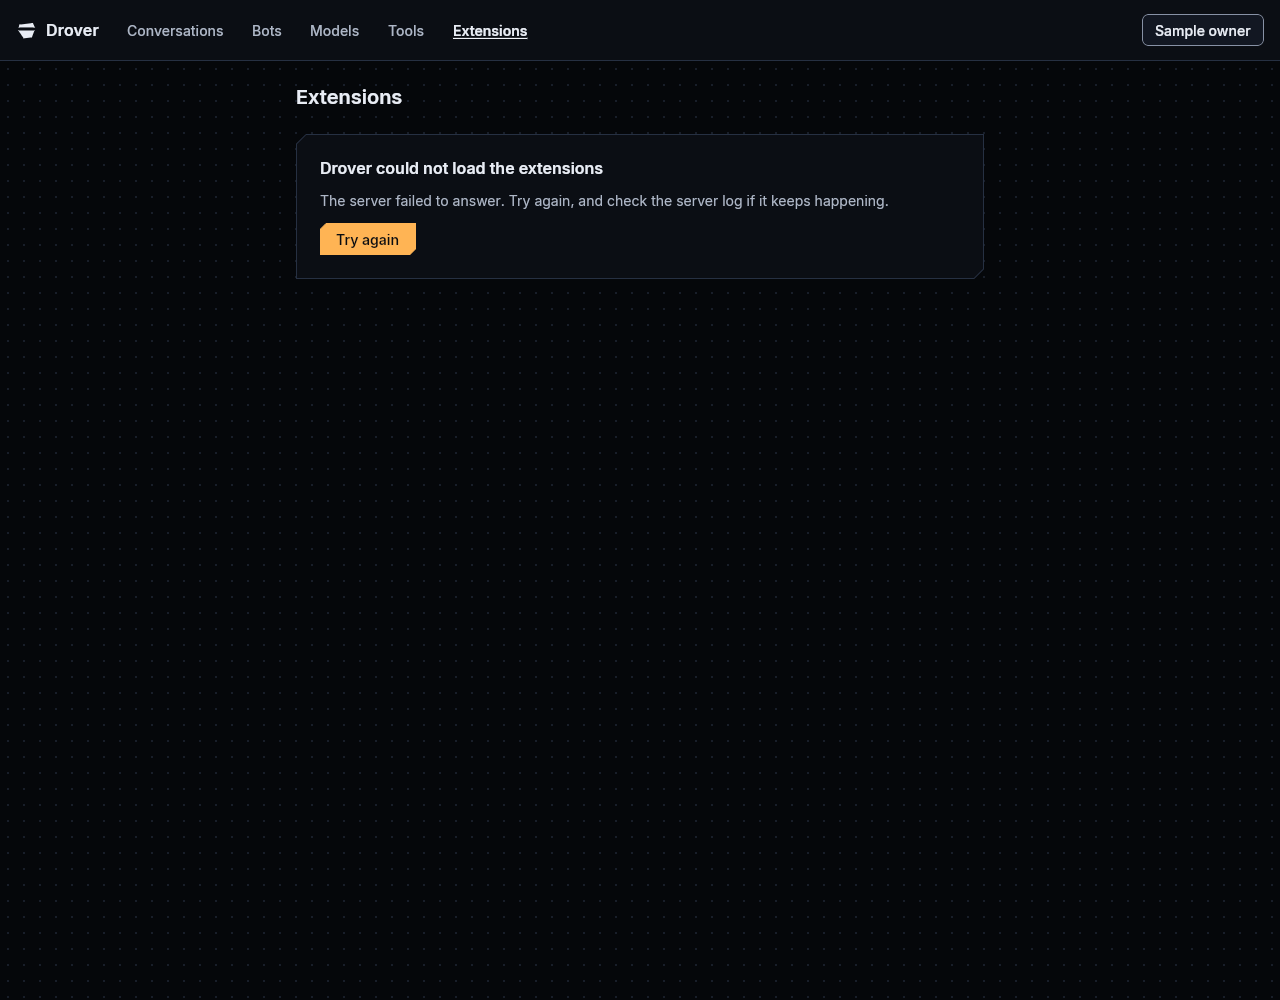 Drover
Conversations
Bots
Models
Tools
Extensions
Sample owner
Extensions
Drover could not load the extensions
The server failed to answer. Try again, and check the server log if it keeps happening.
Try again